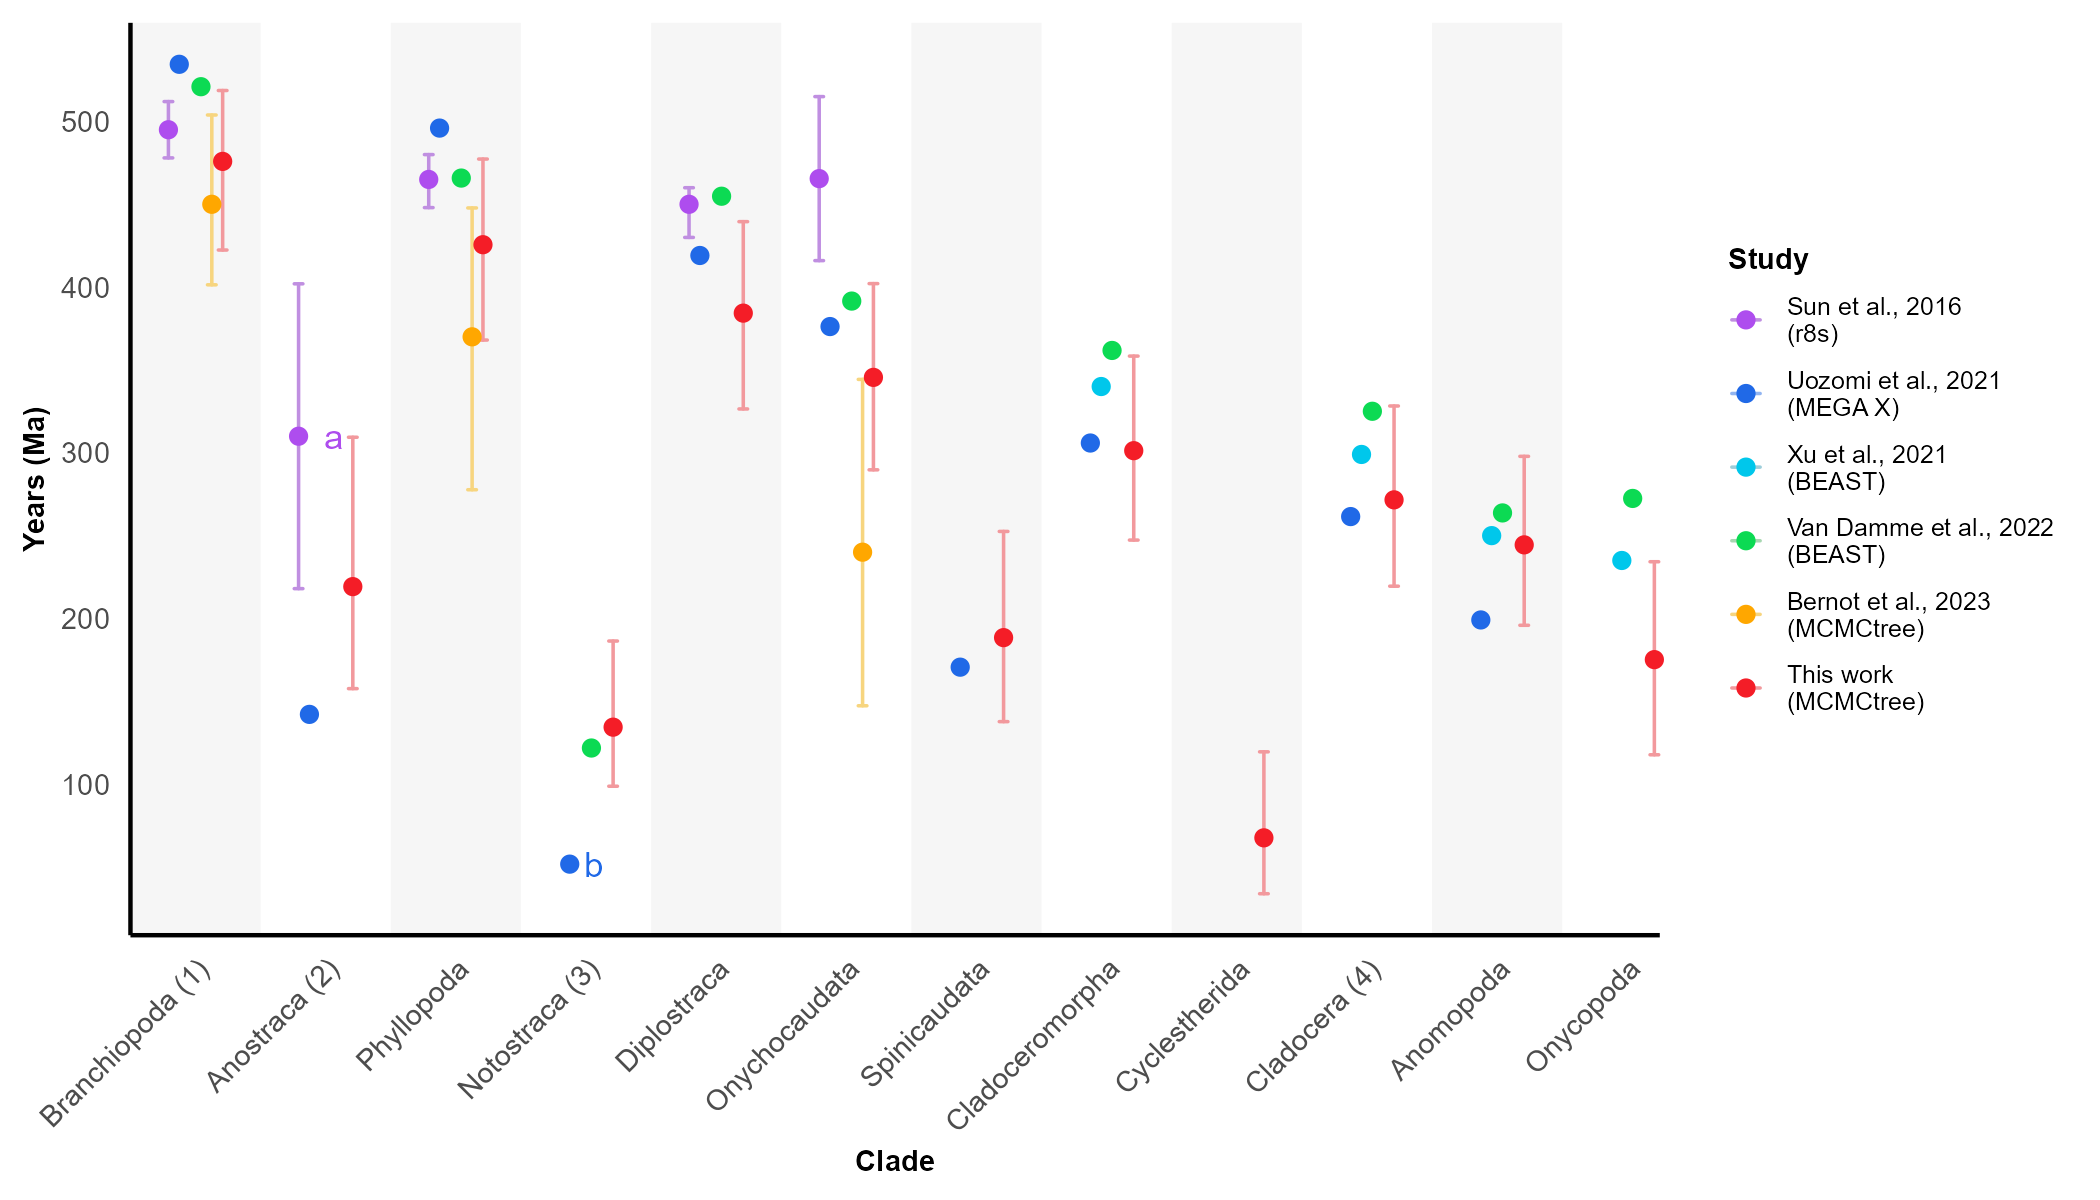 500
400
300
200
100
Years (Ma)
a
b
Branchiopoda (1)
Anostraca (2)
Phyllopoda
Notostraca (3)
Diplostraca
Onychocaudata
Spinicaudata
Cladoceromorpha
Cyclestherida
Cladocera (4)
Anomopoda
Onycopoda
Clade
Study
Sun et al., 2016
(r8s)
Uozomi et al., 2021
(MEGA X)
Xu et al., 2021
(BEAST)
Van Damme et al., 2022
(BEAST)
Bernot et al., 2023
(MCMCtree)
This work
(MCMCtree)